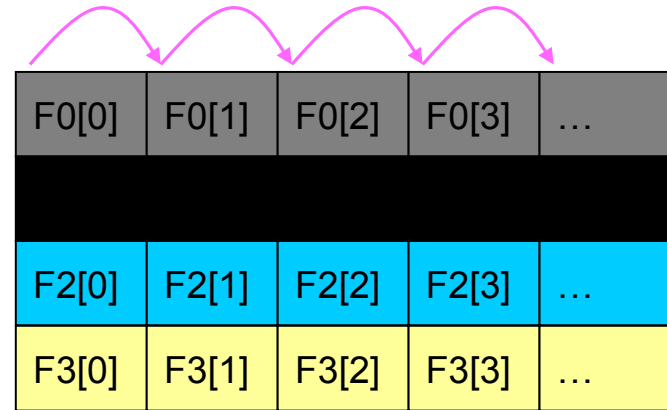 F0[0] F0[1] F0[2] F0[3] …
F2[0] F2[1] F2[2] F2[3] …
F3[0] F3[1] F3[2] F3[3] …